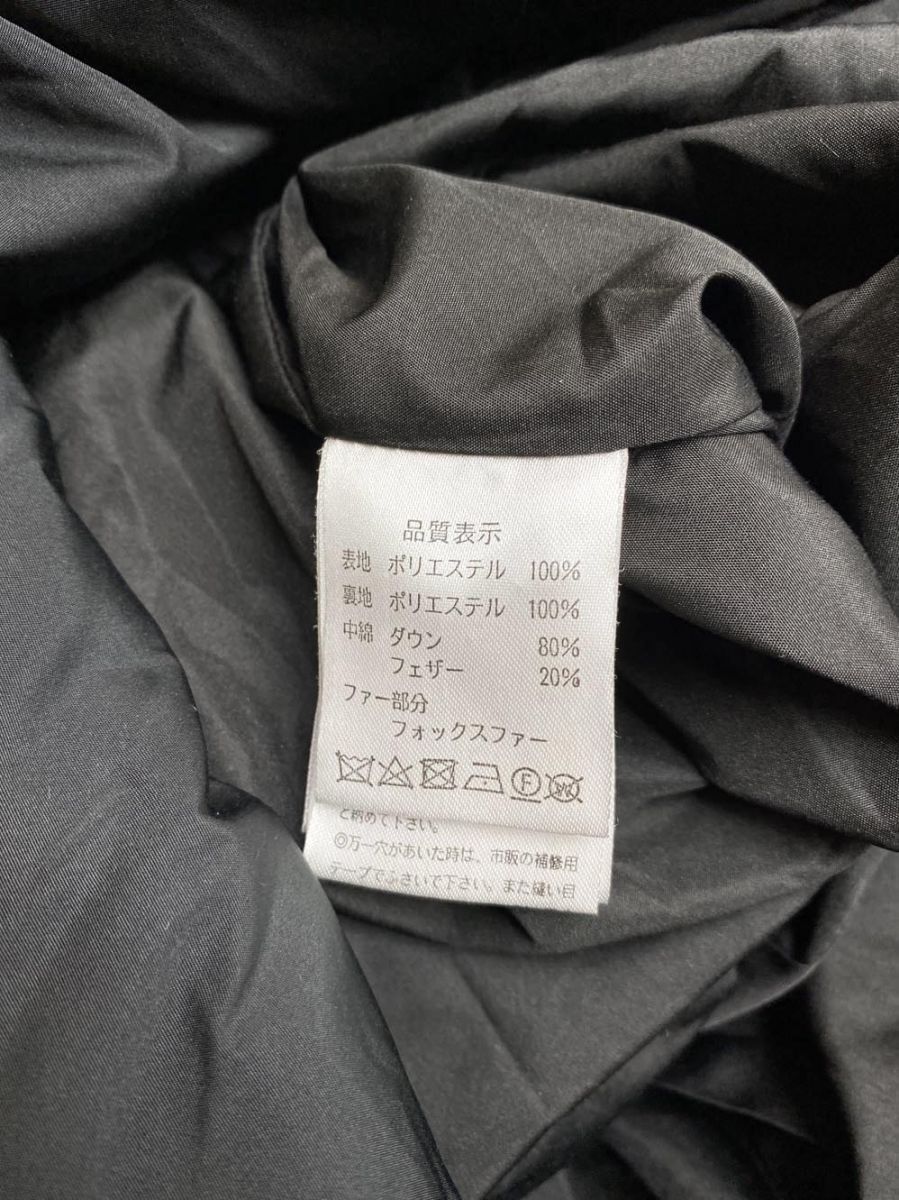 品質表示
表地 ポリエステル 100%
裏地 ポリエステル 100%
中綿 ダウン 80%
フェザー 20%
ファー部分
フォックスファー
F W
と納めて下さい。
◎万一穴があいた時は、市販の補修用
テープでふさいで下さい。また縫い目